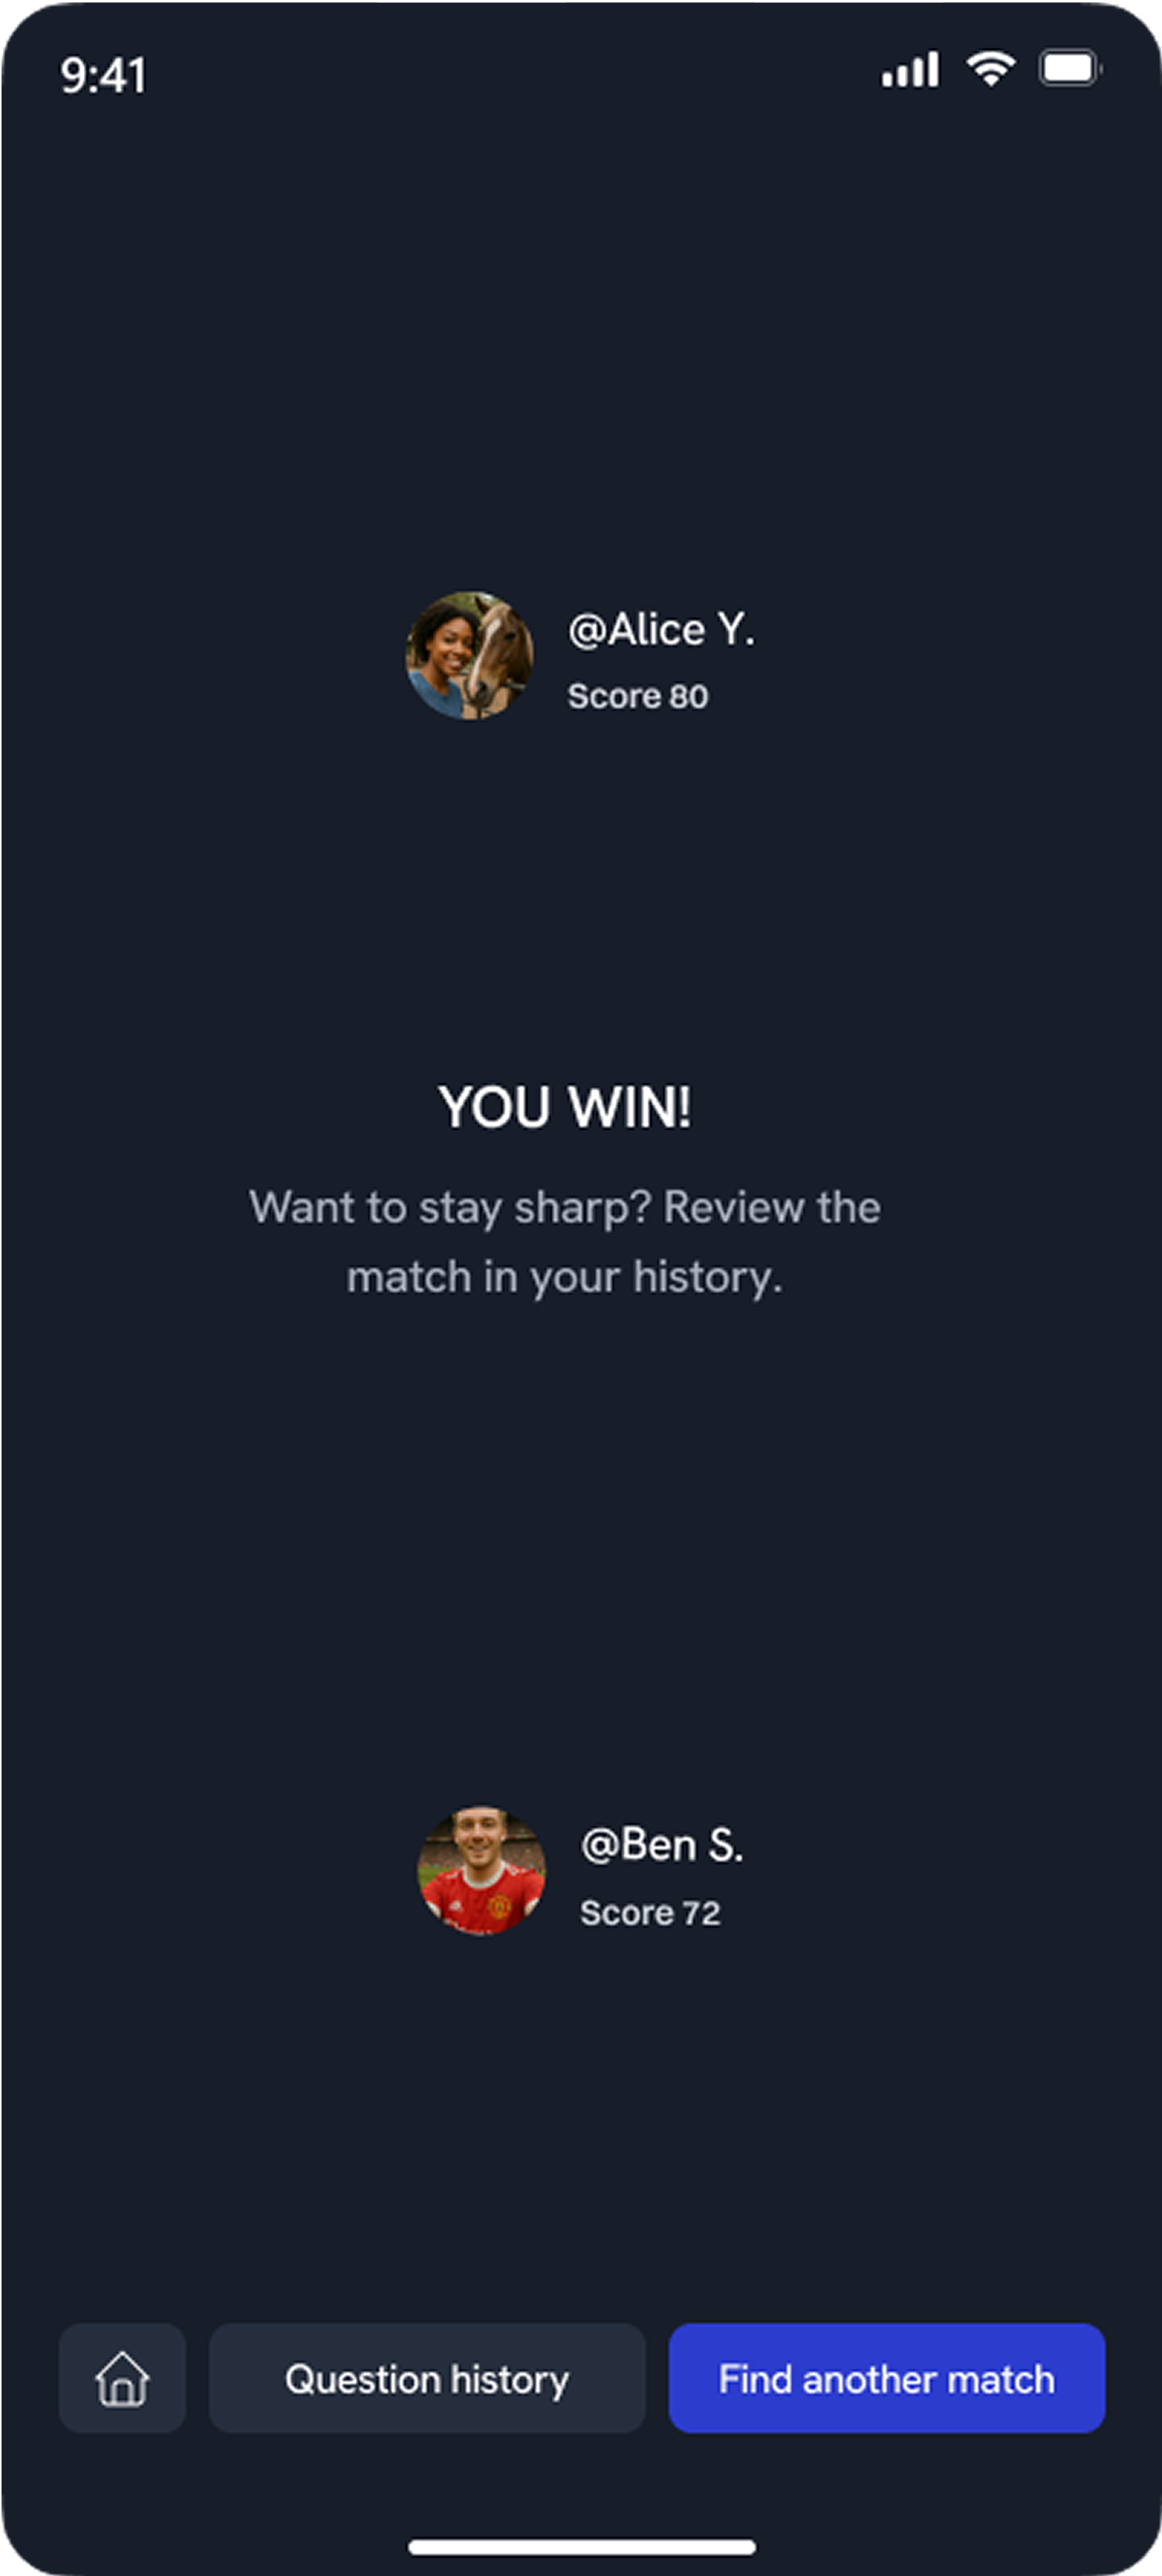 9:41
@Alice Y.
Score 80
YOU WIN!
Want to stay sharp? Review the
match in your history.
@Ben S.
Score 72
Question history
Find another match